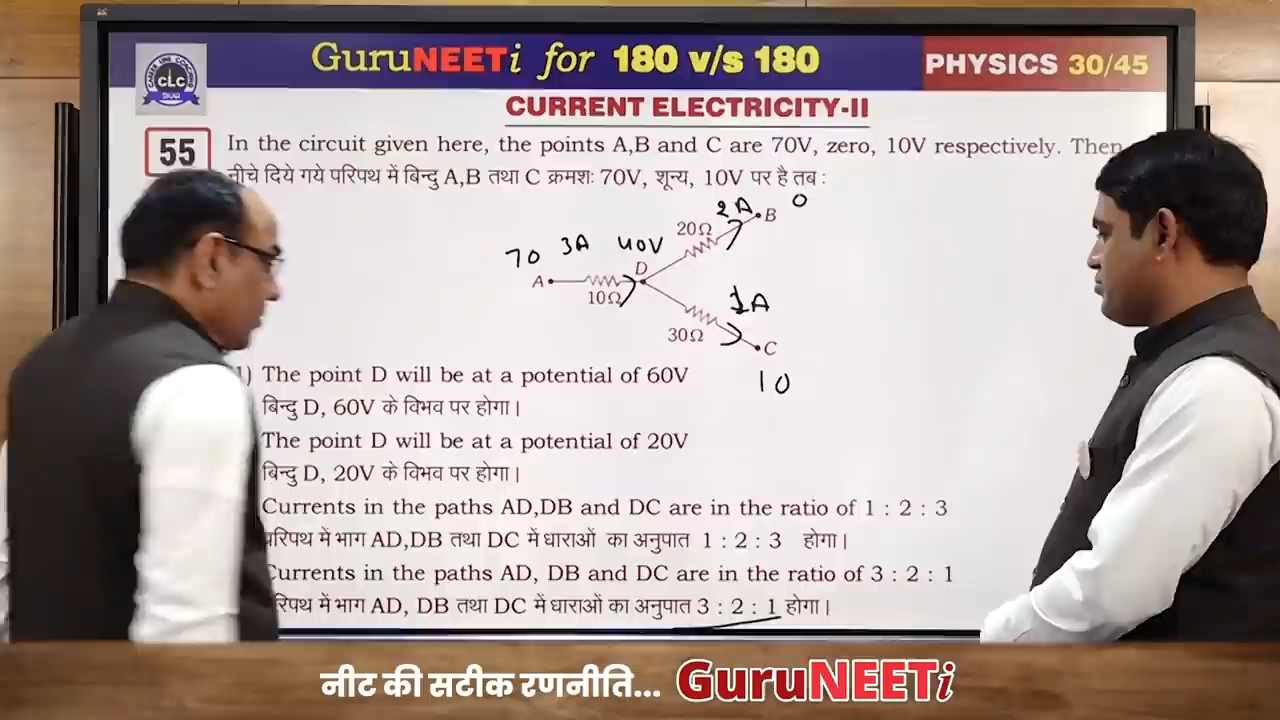 GuruNEETi for 180 v/s 180
PHYSICS 30/45
CLC
SIKAR
CURRENT ELECTRICITY-II
55
In the circuit given here, the points A,B and C are 70V, zero, 10V respectively. Then
नीचे दिये गये परिपथ में बिन्दु A,B तथा C क्रमशः 70V, शून्य, 10V पर है तब :
2A B 0
20Ω
70 3A 40V
A D
10Ω
1A
30Ω
C
10
1) The point D will be at a potential of 60V
बिन्दु D, 60V के विभव पर होगा।
The point D will be at a potential of 20V
बिन्दु D, 20V के विभव पर होगा।
Currents in the paths AD,DB and DC are in the ratio of 1 : 2 : 3
परिपथ में भाग AD,DB तथा DC में धाराओं का अनुपात 1 : 2 : 3 होगा।
Currents in the paths AD, DB and DC are in the ratio of 3 : 2 : 1
रिपथ में भाग AD, DB तथा DC में धाराओं का अनुपात 3 : 2 : 1 होगा।
नीट की सटीक रणनीति... GuruNEETi